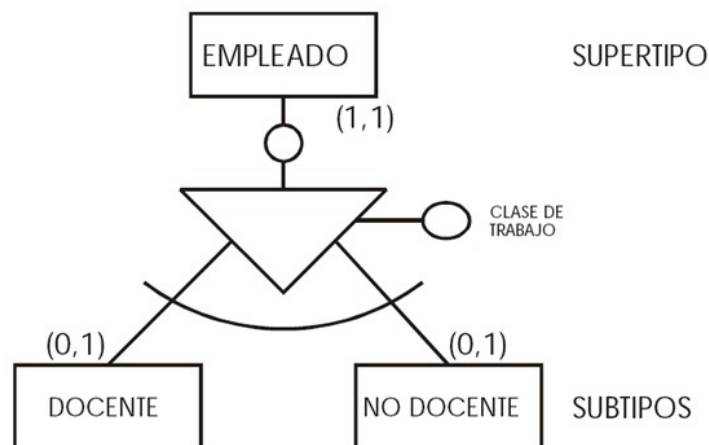 EMPLEADO
SUPERTIPO
(1,1)
CLASE DE
TRABAJO
(0,1)
(0,1)
DOCENTE
NO DOCENTE
SUBTIPOS